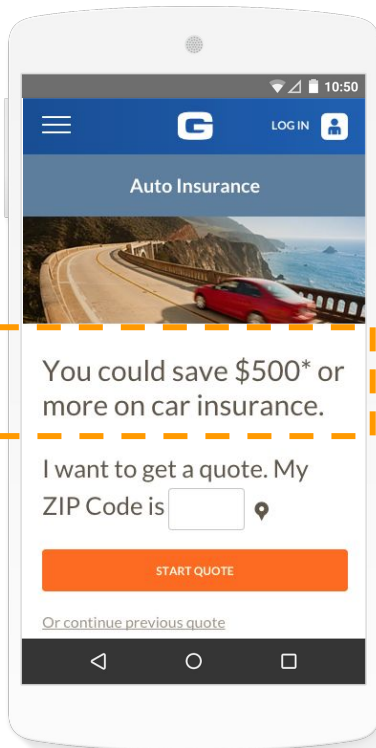 10:50
G
LOG IN
Auto Insurance
You could save $500* or
more on car insurance.
I want to get a quote. My
ZIP Code is
START QUOTE
Or continue previous quote